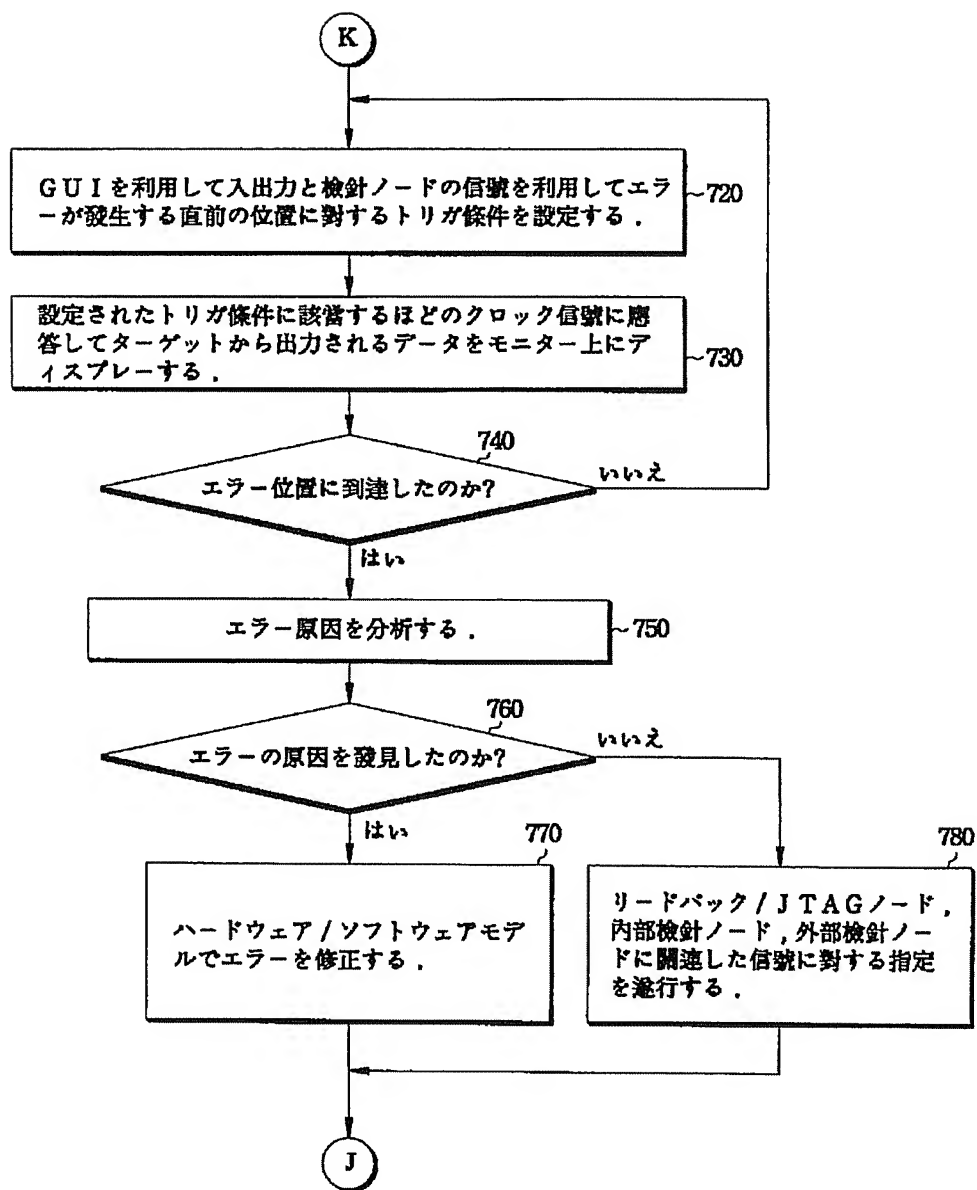 K
GUIを利用して入出力と検針ノードの信號を利用してエラ
ーが發生する直前の位置に對するトリガ條件を設定する.
720
設定されたトリガ條件に該當するほどのクロック信號に應
答してターゲットから出力されるデータをモニター上にデ
ィスプレーする.
730
740
エラー位置に到達したのか?
いいえ
はい
エラー原因を分析する.
750
760
エラーの原因を發見したのか?
いいえ
はい
770
ハードウェア/ソフトウェアモデ
ルでエラーを修正する.
780
リードバック/JTAGノード,
内部検針ノード,外部検針ノー
ドに關連した信號に對する指定
を遂行する.
J